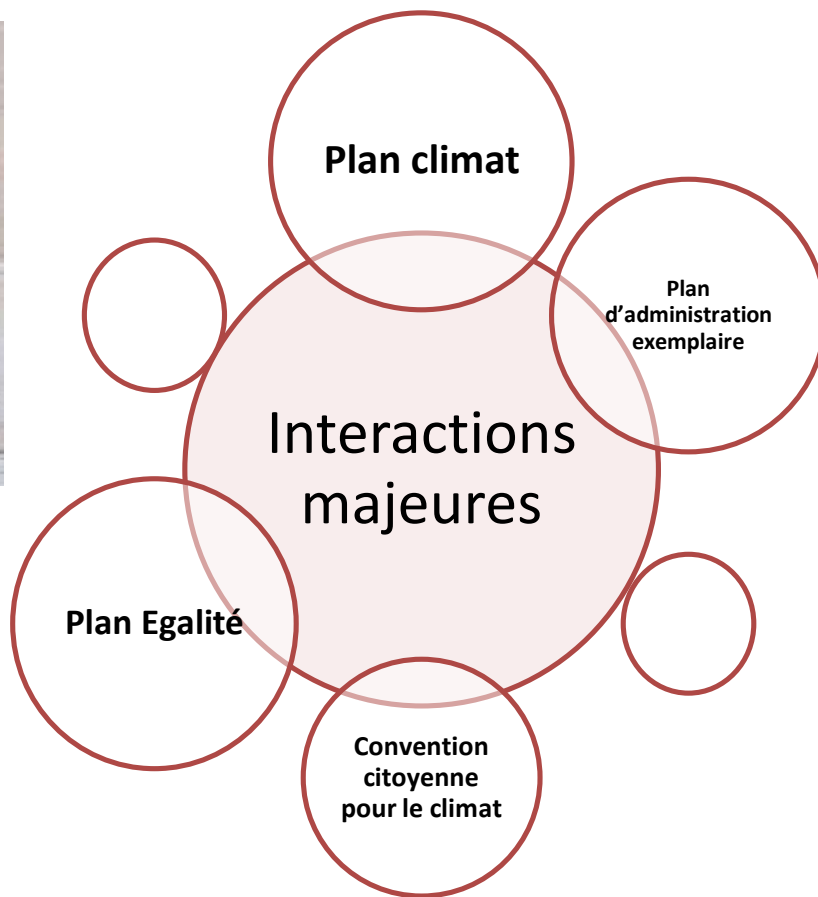 Plan climat
Plan
d’administration
exemplaire
Interactions
majeures
Plan Egalité
Convention
citoyenne
pour le climat